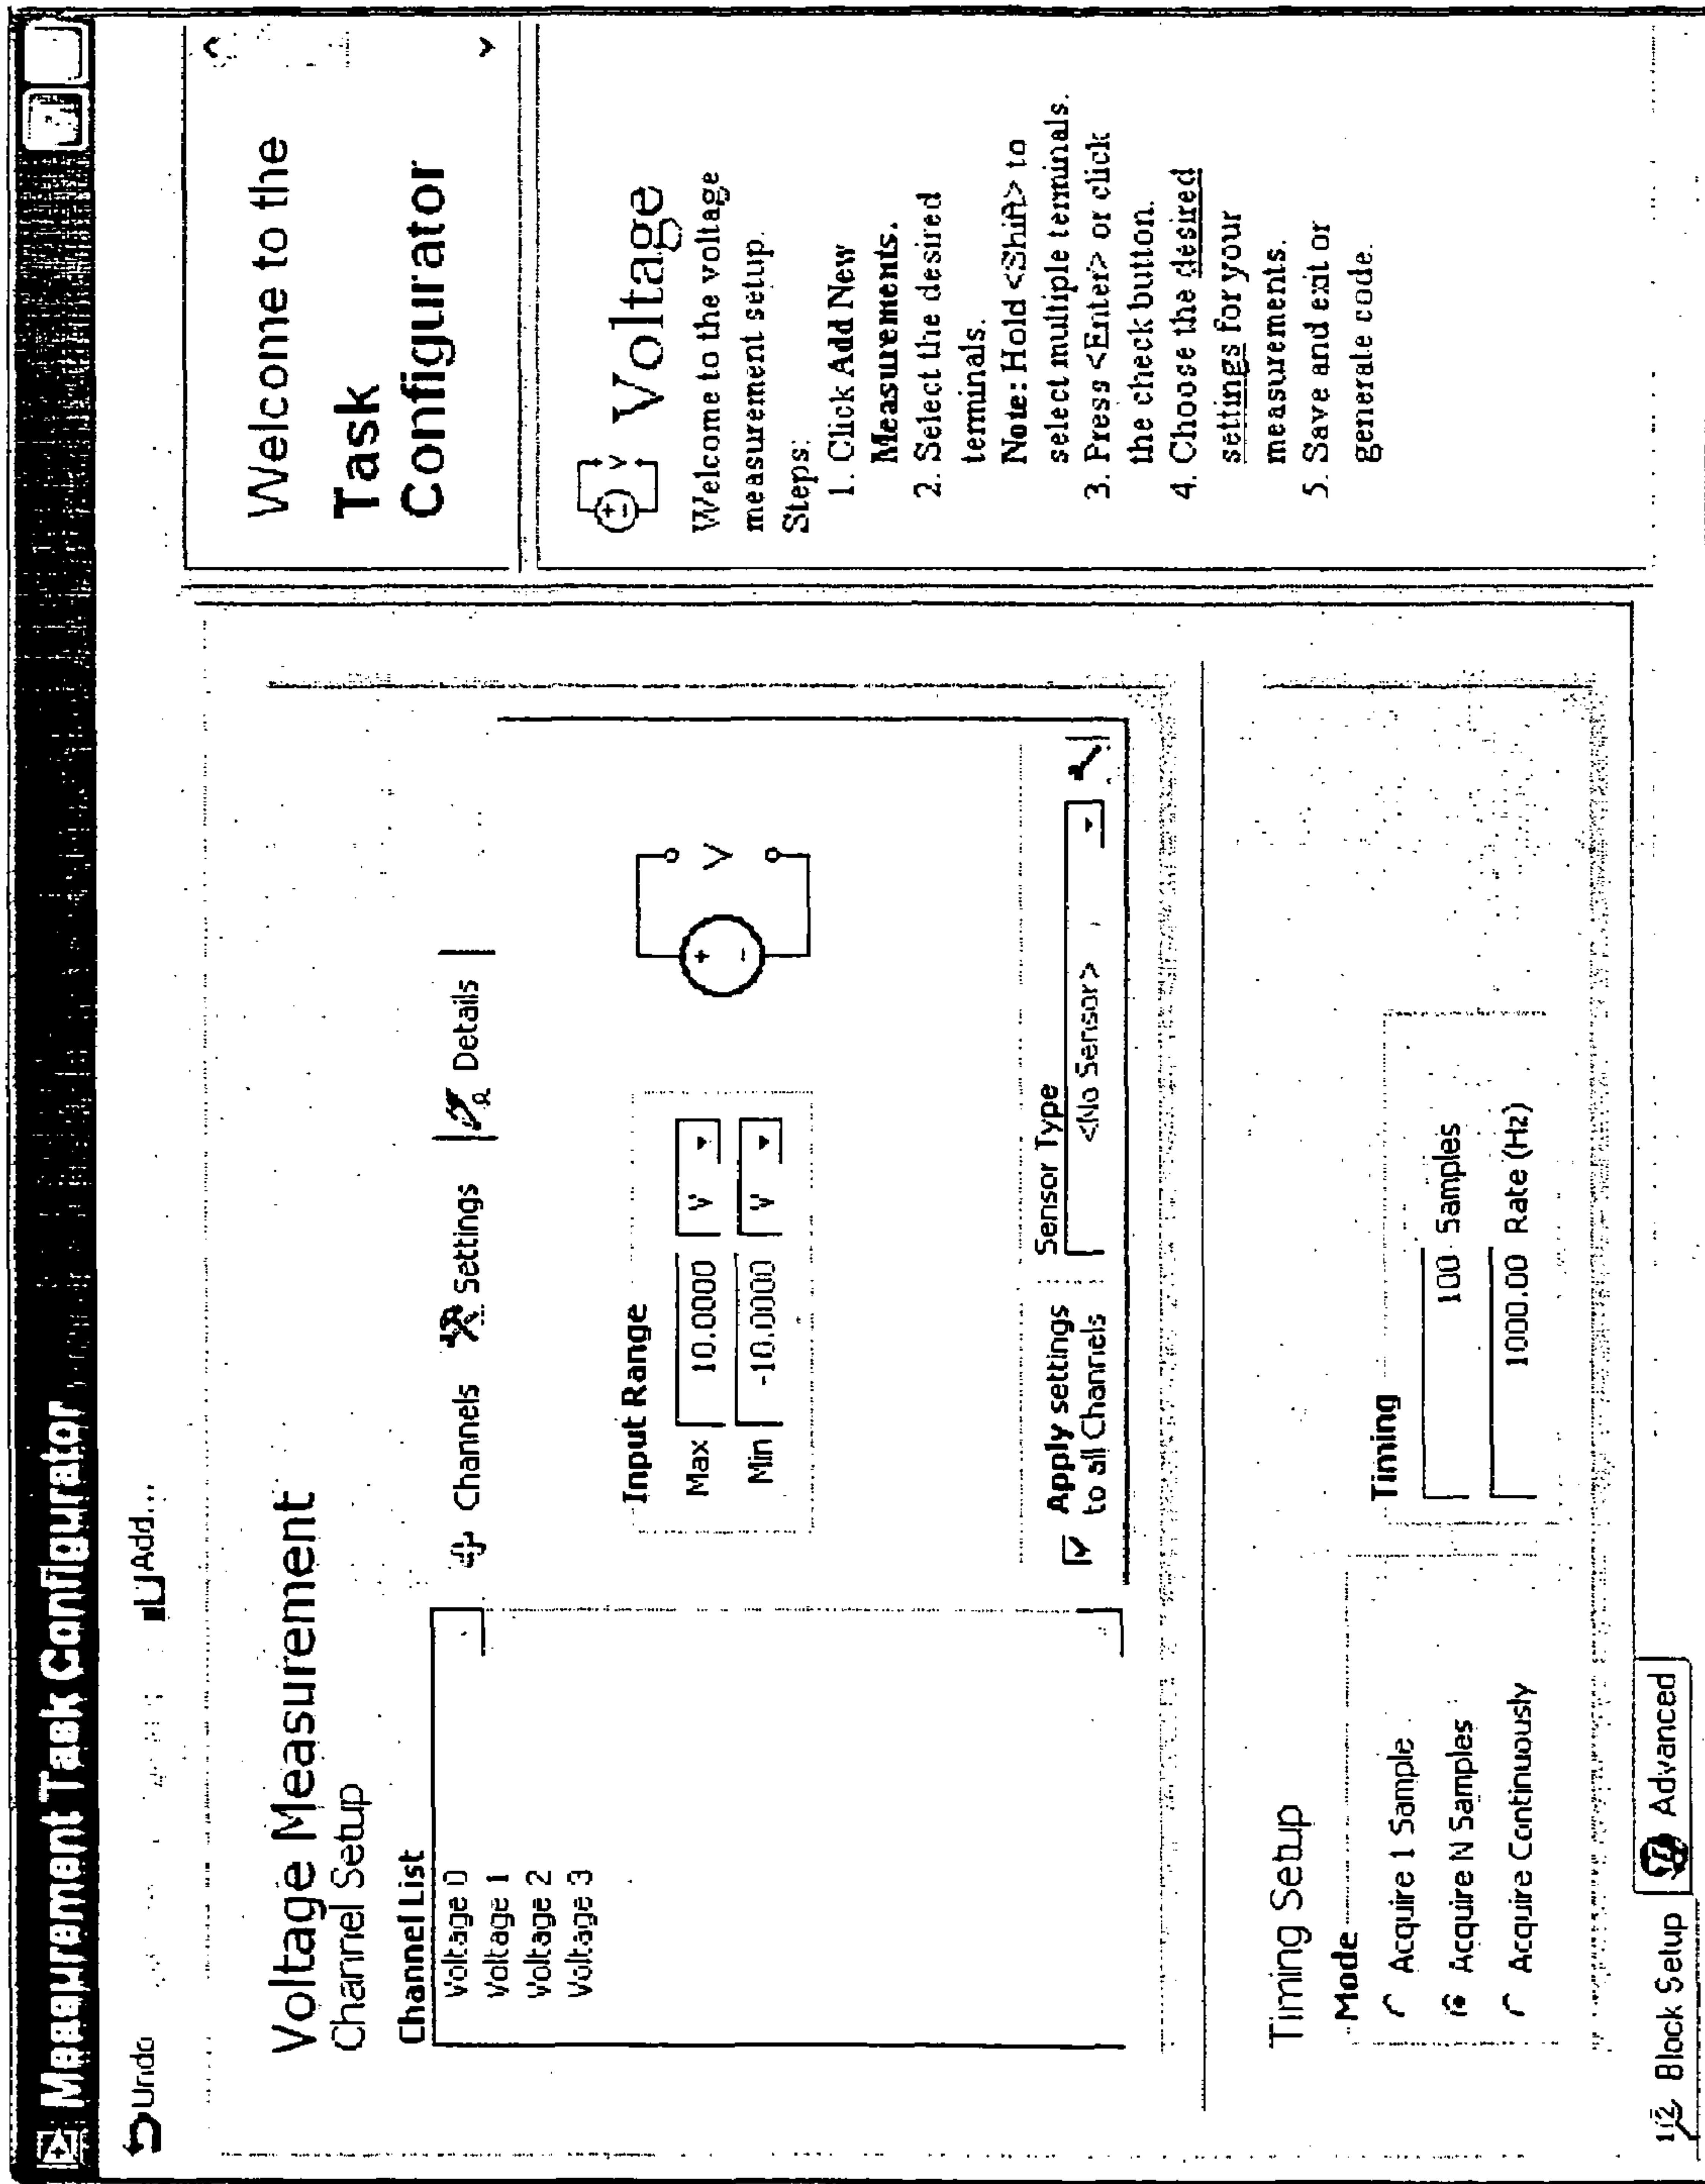 Measurement Task Configurator
Undo
Add...
Voltage Measurement
Channel Setup
Channel List
Voltage 0
Voltage 1
Voltage 2
Voltage 3
Channels
Settings
Details
Input Range
Max 10.0000 V
Min -10.0000 V
V
+
-
Apply settings
to all Channels
Sensor Type
<No Sensor>
Timing Setup
Mode
Acquire 1 Sample
Acquire N Samples
Acquire Continuously
Timing
100 Samples
1000.00 Rate (Hz)
Block Setup
Advanced
Welcome to the
Task
Configurator
V Voltage
Welcome to the voltage
measurement setup.
Steps:
1. Click Add New
Measurements.
2. Select the desired
terminals.
Note: Hold <Shift> to
select multiple terminals.
3. Press <Enter> or click
the check button.
4. Choose the desired
settings for your
measurements.
5. Save and exit or
generate code.